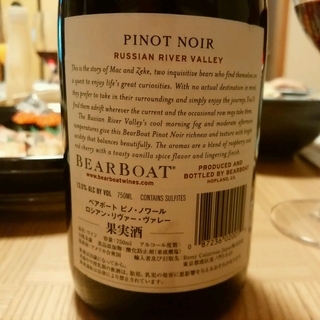 PINOT NOIR
RUSSIAN RIVER VALLEY
This is the story of Mac and Zeke, two inquisitive bears who find themselves on
a quest to enjoy life's great curiosities. With no actual destination in mind,
they prefer to take in their surroundings and simply enjoy the journey. You'll
find them adrift wherever the current and the occasional row may take them.
The Russian River Valley's cool morning fog and moderate afternoon
temperatures give this BearBoat Pinot Noir richness and texture with bright
acidity that balances beautifully. The aromas are a blend of raspberry
and cherry with a toasty vanilla spice flavor and lingering finish.
BEARBOAT
www.bearboatwines.com
PRODUCED AND
BOTTLED BY BEARBOAT
HOPLAND, CA
ALC BY VOL 750ML CONTAINS SULFITES
ベアボート ピノ・ノワール
ロシアン・リヴァー・ヴァレー
果実酒